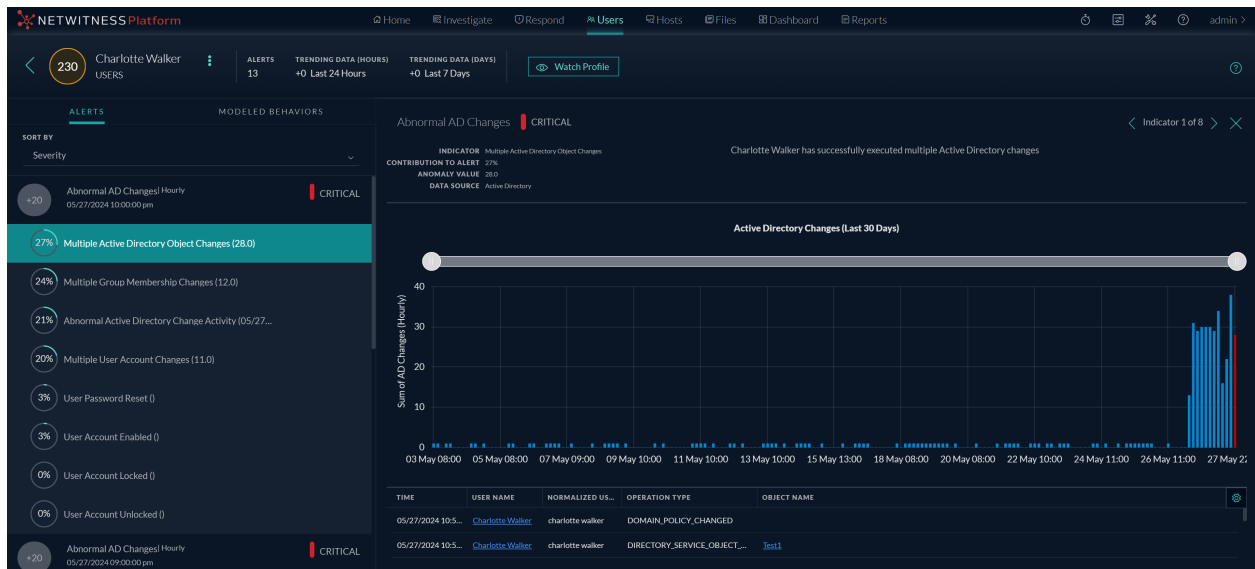 NETWITNESS Platform
Home Investigate Respond Users Hosts Files Dashboard Reports admin >
230 Charlotte Walker
USERS
ALERTS
13
TRENDING DATA (HOURS)
+0 Last 24 Hours
TRENDING DATA (DAYS)
+0 Last 7 Days
Watch Profile
ALERTS MODELED BEHAVIORS
SORT BY
Severity
+20 Abnormal AD Changes| Hourly CRITICAL
05/27/2024 10:00:00 pm
27% Multiple Active Directory Object Changes (28.0)
24% Multiple Group Membership Changes (12.0)
21% Abnormal Active Directory Change Activity (05/27...
20% Multiple User Account Changes (11.0)
3% User Password Reset ()
3% User Account Enabled ()
0% User Account Locked ()
0% User Account Unlocked ()
+20 Abnormal AD Changes| Hourly CRITICAL
05/27/2024 09:00:00 pm
Abnormal AD Changes CRITICAL
Indicator 1 of 8
INDICATOR Multiple Active Directory Object Changes
CONTRIBUTION TO ALERT 27%
ANOMALY VALUE 28.0
DATA SOURCE Active Directory
Charlotte Walker has successfully executed multiple Active Directory changes
Active Directory Changes (Last 30 Days)
Sum of AD Changes (Hourly)
40
30
20
10
0
03 May 08:00 05 May 08:00 07 May 09:00 09 May 10:00 11 May 10:00 13 May 10:00 15 May 13:00 18 May 08:00 20 May 08:00 22 May 10:00 24 May 11:00 26 May 11:00 27 May 22:
TIME USER NAME NORMALIZED US... OPERATION TYPE OBJECT NAME
05/27/2024 10:5... Charlotte Walker charlotte walker DOMAIN_POLICY_CHANGED
05/27/2024 10:5... Charlotte Walker charlotte walker DIRECTORY_SERVICE_OBJECT_... Test1